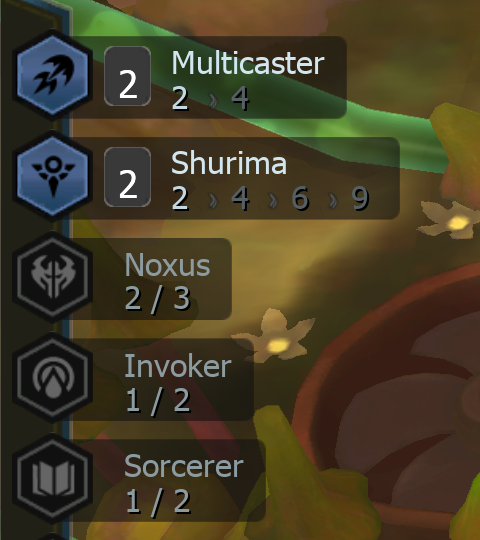 2 Multicaster
2 › 4
2 Shurima
2 › 4 › 6 › 9
Noxus
2 / 3
Invoker
1 / 2
Sorcerer
1 / 2